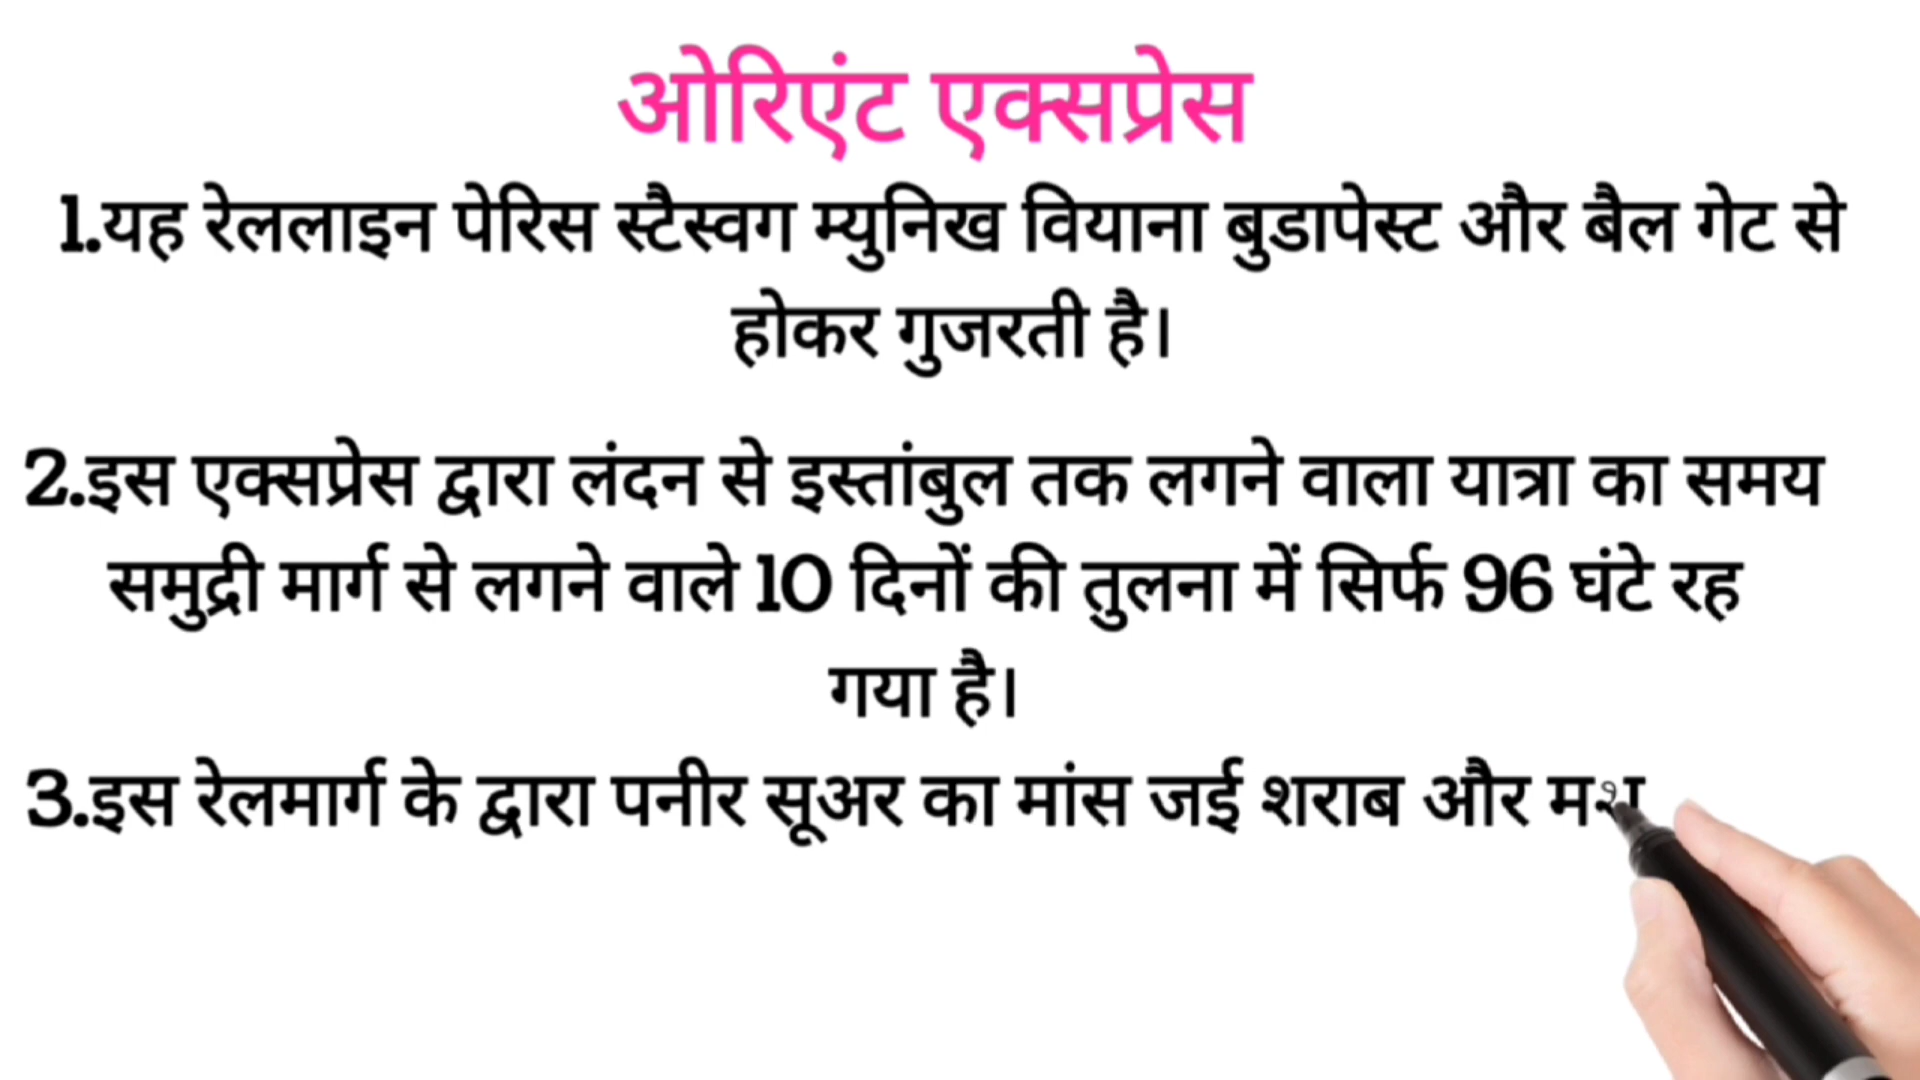 ओरिएंट एक्सप्रेस
1.यह रेललाइन पेरिस स्टैस्वग म्युनिख वियाना बुडापेस्ट और बैल गेट से
होकर गुजरती है।
2.इस एक्सप्रेस द्वारा लंदन से इस्तांबुल तक लगने वाला यात्रा का समय
समुद्री मार्ग से लगने वाले 10 दिनों की तुलना में सिर्फ 96 घंटे रह
गया है।
3.इस रेलमार्ग के द्वारा पनीर सूअर का मांस जई शराब और